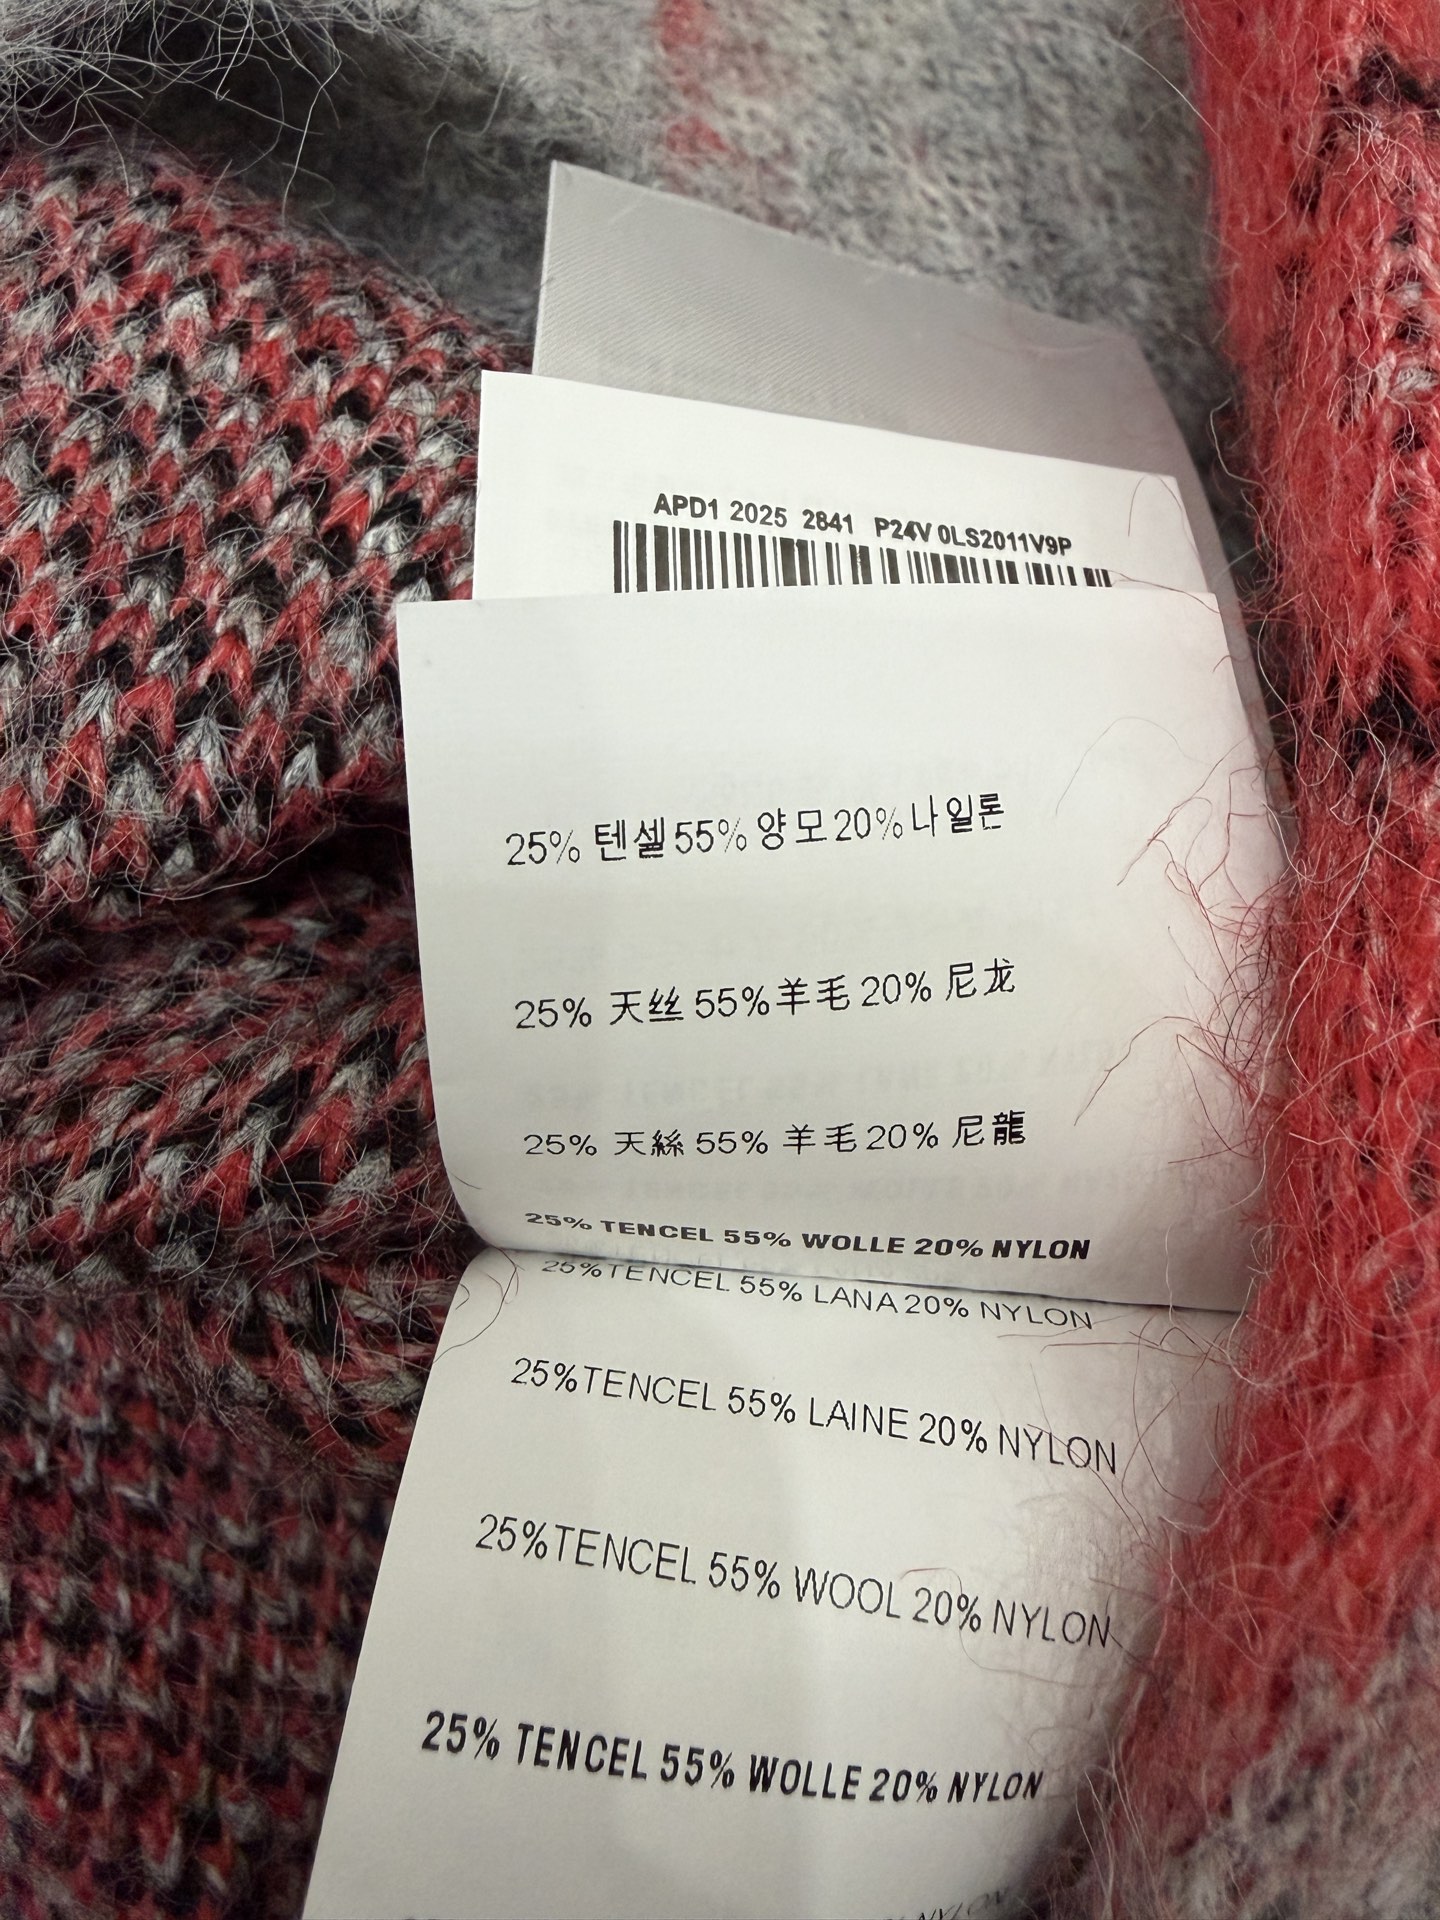 APD1 2025 2841 P24V 0LS2011V9P
25% 텐셀 55% 양모 20% 나일론
25% 天丝 55% 羊毛 20% 尼龙
25% 天絲 55% 羊毛 20% 尼龍
25% TENCEL 55% WOLLE 20% NYLON
25%TENCEL 55% LANA 20% NYLON
25%TENCEL 55% LAINE 20% NYLON
25%TENCEL 55% WOOL 20% NYLON
25% TENCEL 55% WOLLE 20% NYLON
NYLON